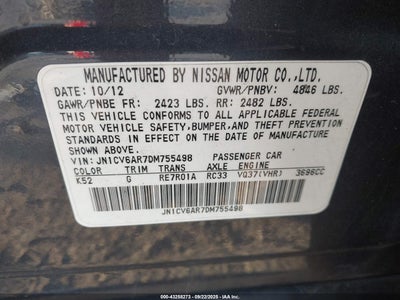 MANUFACTURED BY NISSAN MOTOR CO.,LTD.
DATE: 10/12 GVWR/PNBV: 4846 LBS.
GAWR/PNBE FR: 2423 LBS. RR: 2482 LBS.
THIS VEHICLE CONFORMS TO ALL APPLICABLE FEDERAL
MOTOR VEHICLE SAFETY, BUMPER, AND THEFT PREVENTION
STANDARDS IN EFFECT ON THE DATE OF MANUFACTURE
SHOWN ABOVE.
VIN: JN1CV6AR7DM755498 PASSENGER CAR
COLOR TRIM TRANS AXLE ENGINE
K52 G RE7R01A RC33 VQ37(VHR) 3696CC
JN1CV6AR7DM755498
000-43258273 - (09/22/2025) - IAAI